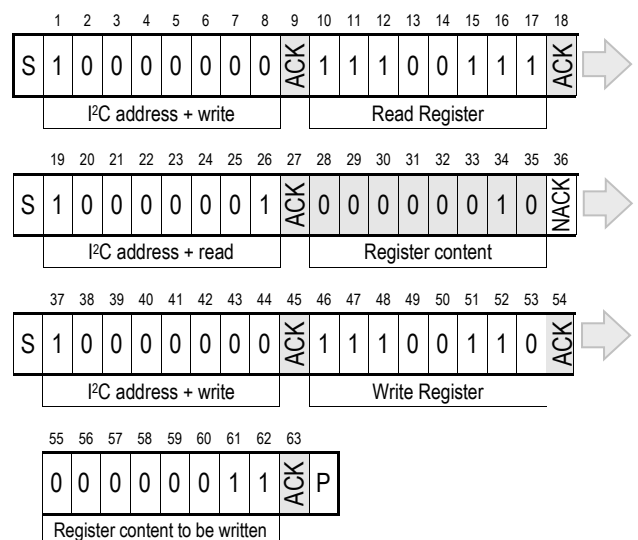 1 2 3 4 5 6 7 8 9 10 11 12 13 14 15 16 17 18
S 1 0 0 0 0 0 0 0 ACK 1 1 1 0 0 1 1 1 ACK
I²C address + write Read Register
19 20 21 22 23 24 25 26 27 28 29 30 31 32 33 34 35 36
S 1 0 0 0 0 0 0 1 ACK 0 0 0 0 0 0 1 0 NACK
I²C address + read Register content
37 38 39 40 41 42 43 44 45 46 47 48 49 50 51 52 53 54
S 1 0 0 0 0 0 0 0 ACK 1 1 1 0 0 1 1 0 ACK
I²C address + write Write Register
55 56 57 58 59 60 61 62 63
0 0 0 0 0 0 1 1 ACK P
Register content to be written